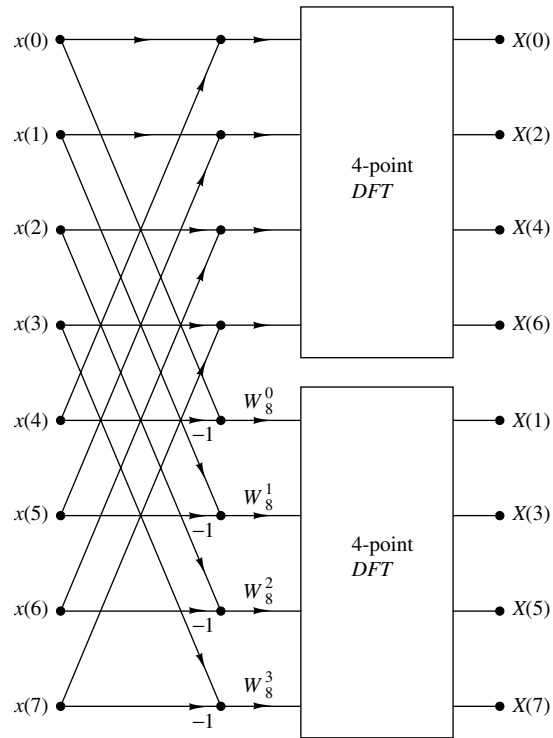 x(0) X(0)
x(1) X(2)
4-point
DFT
x(2) X(4)
x(3) X(6)
x(4) −1 W₈⁰ X(1)
x(5) −1 W₈¹ X(3)
4-point
DFT
x(6) −1 W₈² X(5)
x(7) −1 W₈³ X(7)